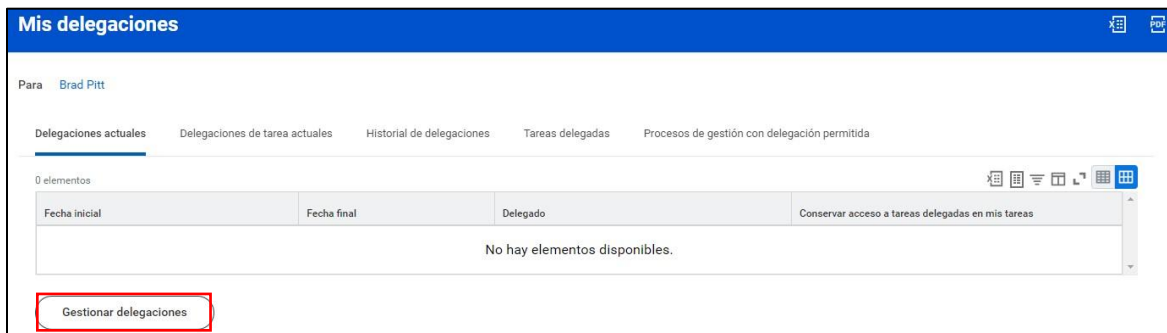 Mis delegaciones
PDF
Para Brad Pitt
Delegaciones actuales Delegaciones de tarea actuales Historial de delegaciones Tareas delegadas Procesos de gestión con delegación permitida
0 elementos
Fecha inicial Fecha final Delegado Conservar acceso a tareas delegadas en mis tareas
No hay elementos disponibles.
Gestionar delegaciones